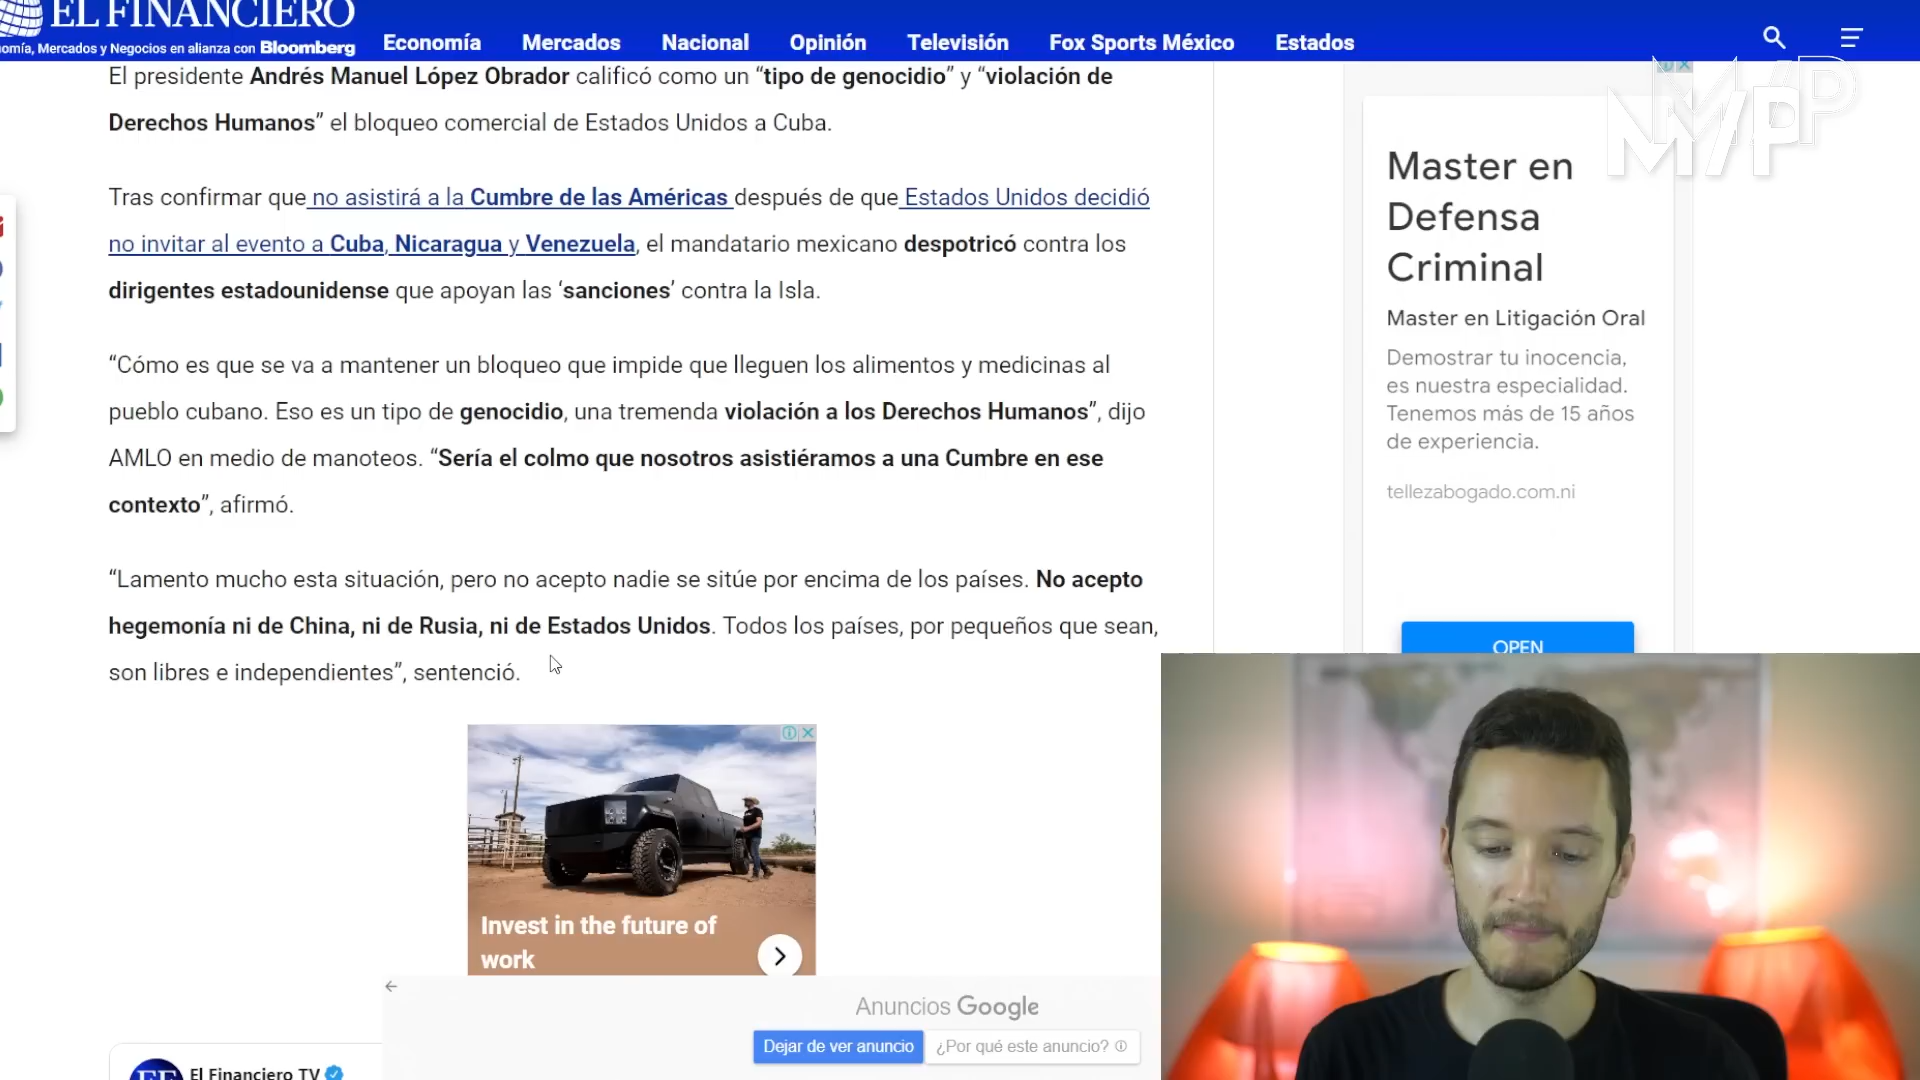 EL FINANCIERO
omía, Mercados y Negocios en alianza con Bloomberg
Economía Mercados Nacional Opinión Televisión Fox Sports México Estados
El presidente Andrés Manuel López Obrador calificó como un “tipo de genocidio” y “violación de
Derechos Humanos” el bloqueo comercial de Estados Unidos a Cuba.
Tras confirmar que no asistirá a la Cumbre de las Américas después de que Estados Unidos decidió
no invitar al evento a Cuba, Nicaragua y Venezuela, el mandatario mexicano despotricó contra los
dirigentes estadounidense que apoyan las ‘sanciones’ contra la Isla.
“Cómo es que se va a mantener un bloqueo que impide que lleguen los alimentos y medicinas al
pueblo cubano. Eso es un tipo de genocidio, una tremenda violación a los Derechos Humanos”, dijo
AMLO en medio de manoteos. “Sería el colmo que nosotros asistiéramos a una Cumbre en ese
contexto”, afirmó.
“Lamento mucho esta situación, pero no acepto nadie se sitúe por encima de los países. No acepto
hegemonía ni de China, ni de Rusia, ni de Estados Unidos. Todos los países, por pequeños que sean,
son libres e independientes”, sentenció.
Invest in the future of
work
Anuncios Google
Dejar de ver anuncio ¿Por qué este anuncio?
El Financiero TV
Master en
Defensa
Criminal
Master en Litigación Oral
Demostrar tu inocencia,
es nuestra especialidad.
Tenemos más de 15 años
de experiencia.
tellezabogado.com.ni
OPEN